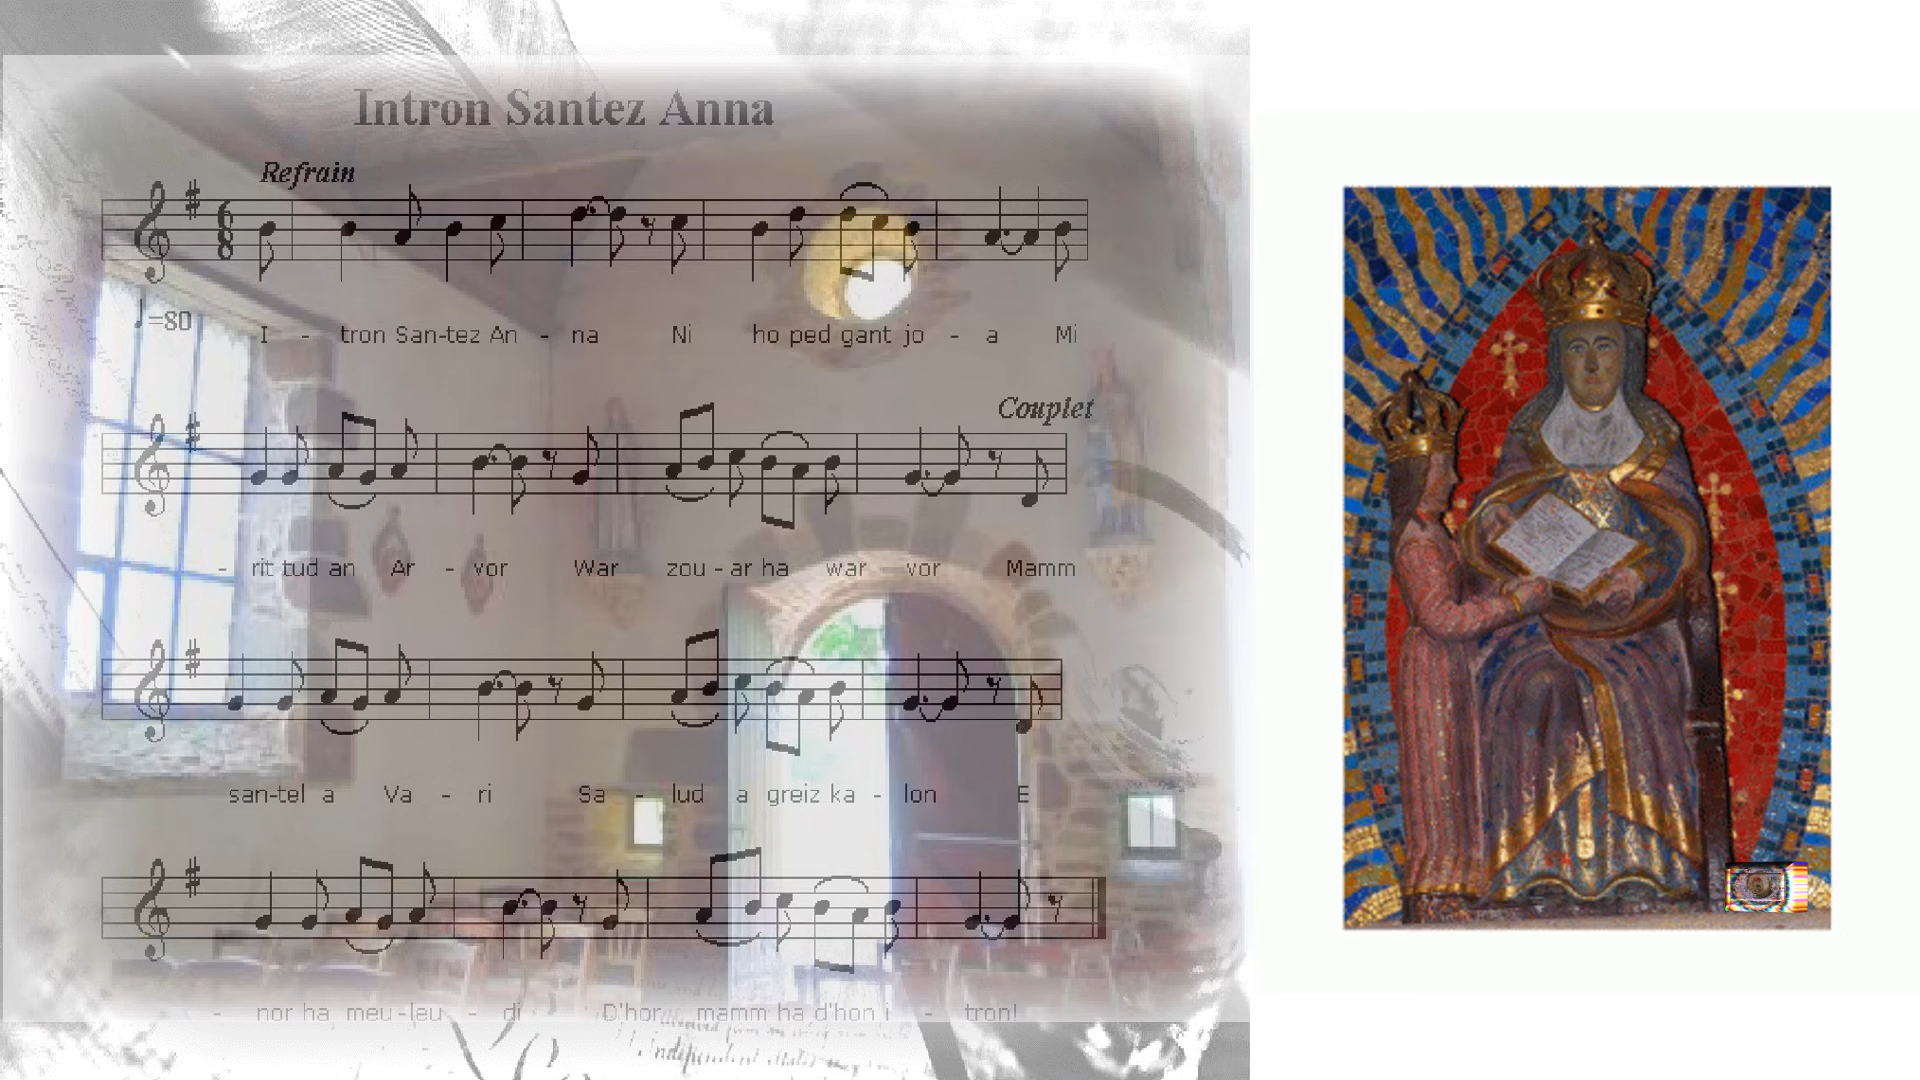 Intron Santez Anna
Refrain
♩=80
I - tron San-tez An - na Ni ho ped gant jo - a Mi
Couplet
- rit tud an Ar - vor War zou - ar ha war - vor Mamm
san-tel a Va - ri Sa - lud a greiz ka - lon E
- nor ha meu-leu - di D'hor mamm ha d'hon i - tron!
independent